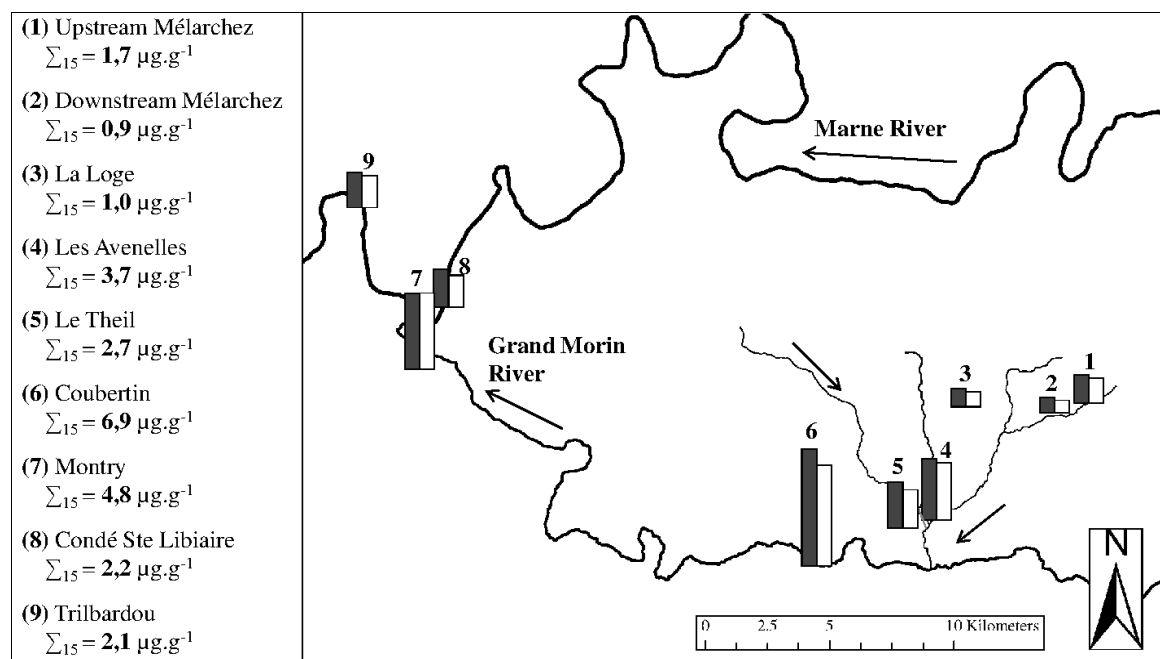 (1) Upstream Mélarchez
∑15 = 1,7 µg.g-1
(2) Downstream Mélarchez
∑15 = 0,9 µg.g-1
(3) La Loge
∑15 = 1,0 µg.g-1
(4) Les Avenelles
∑15 = 3,7 µg.g-1
(5) Le Theil
∑15 = 2,7 µg.g-1
(6) Coubertin
∑15 = 6,9 µg.g-1
(7) Montry
∑15 = 4,8 µg.g-1
(8) Condé Ste Libiaire
∑15 = 2,2 µg.g-1
(9) Trilbardou
∑15 = 2,1 µg.g-1
Marne River
9
8
7
Grand Morin
River
1
2
3
6
5
4
N
0 2.5 5 10 Kilometers